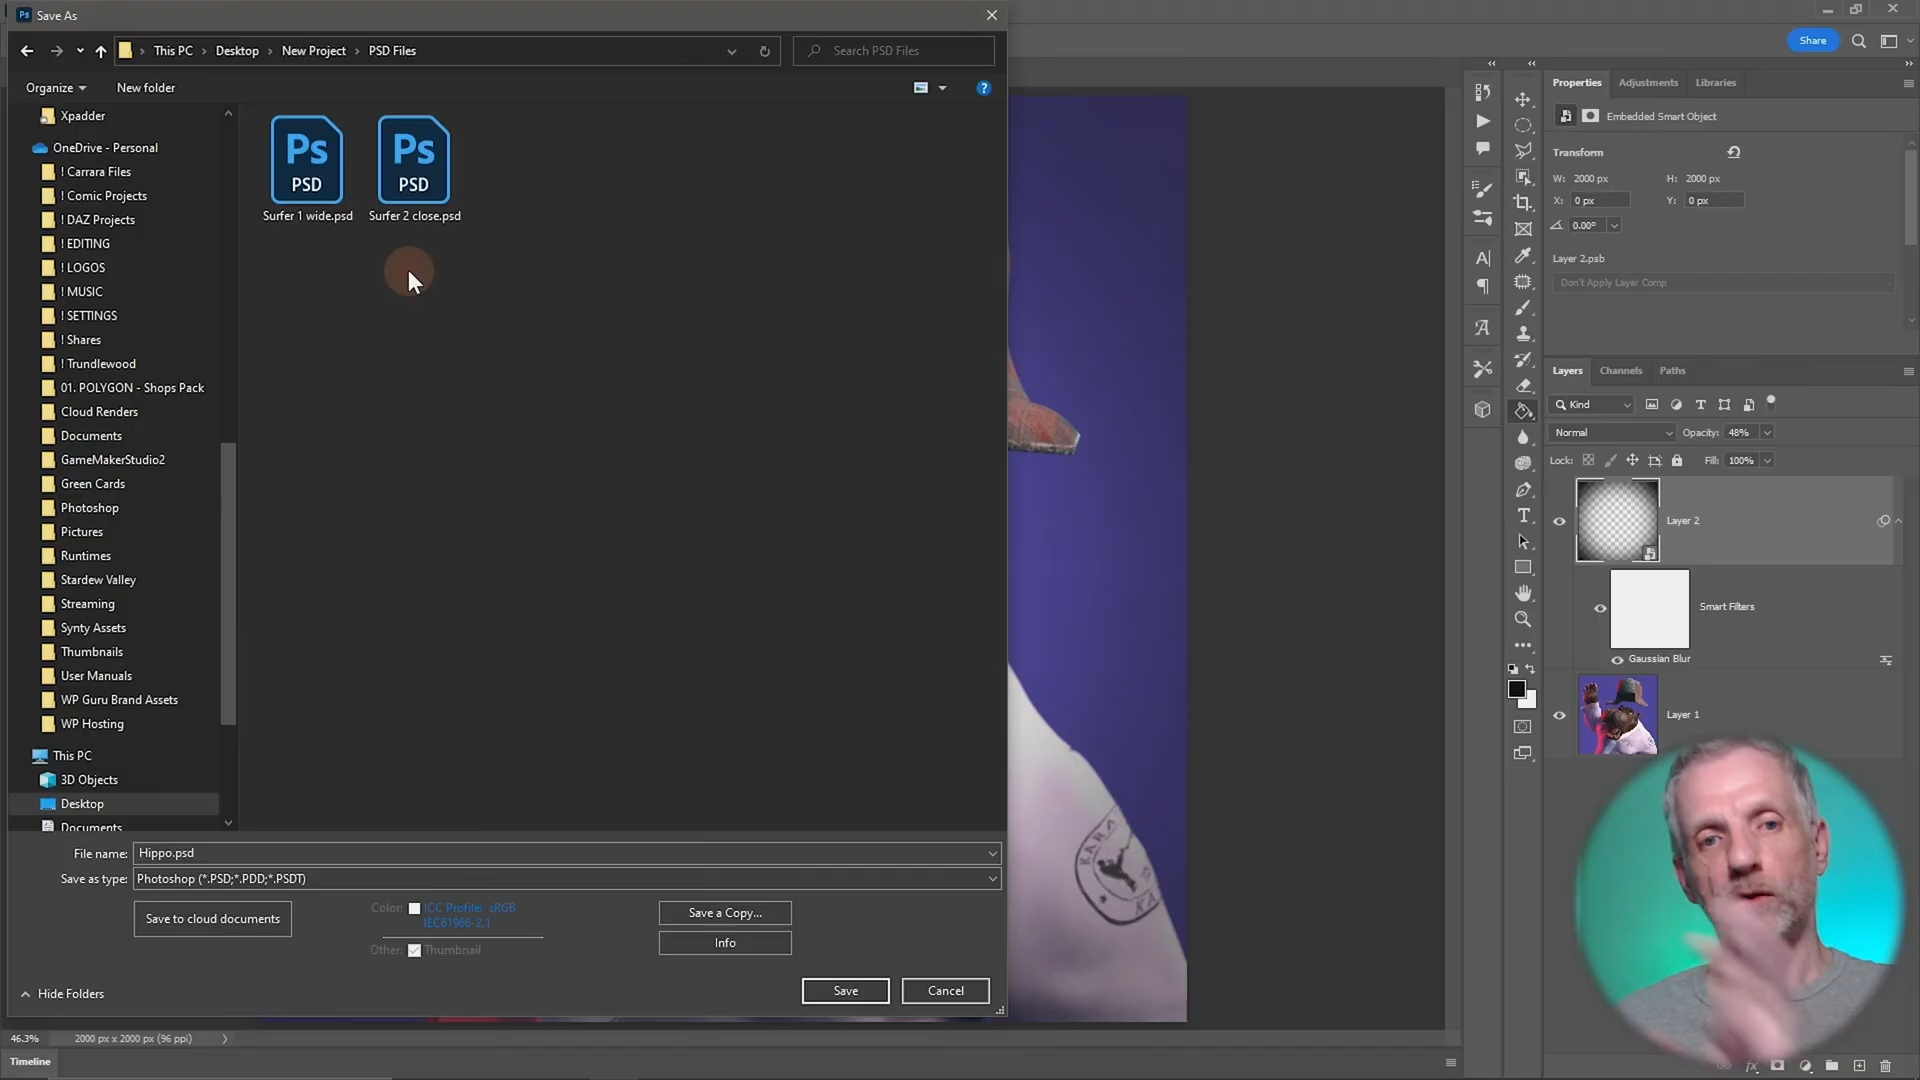 Save As
This PC
Desktop
New Project
PSD Files
Search PSD Files
Share
Organize
New folder
Xpadder
OneDrive - Personal
! Carrara Files
! Comic Projects
! DAZ Projects
! EDITING
! LOGOS
! MUSIC
! SETTINGS
! Shares
! Trundlewood
01. POLYGON - Shops Pack
Cloud Renders
Documents
GameMakerStudio2
Green Cards
Photoshop
Pictures
Runtimes
Stardew Valley
Streaming
Synty Assets
Thumbnails
User Manuals
WP Guru Brand Assets
WP Hosting
This PC
3D Objects
Desktop
Documents
Ps
PSD
Surfer 1 wide.psd
Ps
PSD
Surfer 2 close.psd
File name: Hippo.psd
Save as type: Photoshop (*.PSD;*.PDD;*.PSDT)
Save to cloud documents
Color: ICC Profile: sRGB
IEC61966-2.1
Other: Thumbnail
Save a Copy...
Info
Hide Folders
Save
Cancel
46.3%
2000 px x 2000 px (96 ppi)
Timeline
Properties
Adjustments
Libraries
Embedded Smart Object
Transform
W: 2000 px
H: 2000 px
X: 0 px
Y: 0 px
0.00°
Layer 2.psb
Don't Apply Layer Comp
Layers
Channels
Paths
Kind
Normal
Opacity: 48%
Lock:
Fill: 100%
Layer 2
Smart Filters
Gaussian Blur
Layer 1